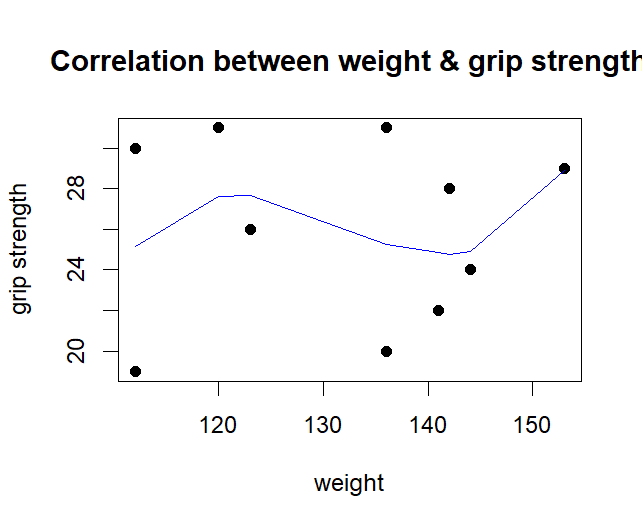 Correlation between weight & grip strength
grip strength
28
24
20
120 130 140 150
weight